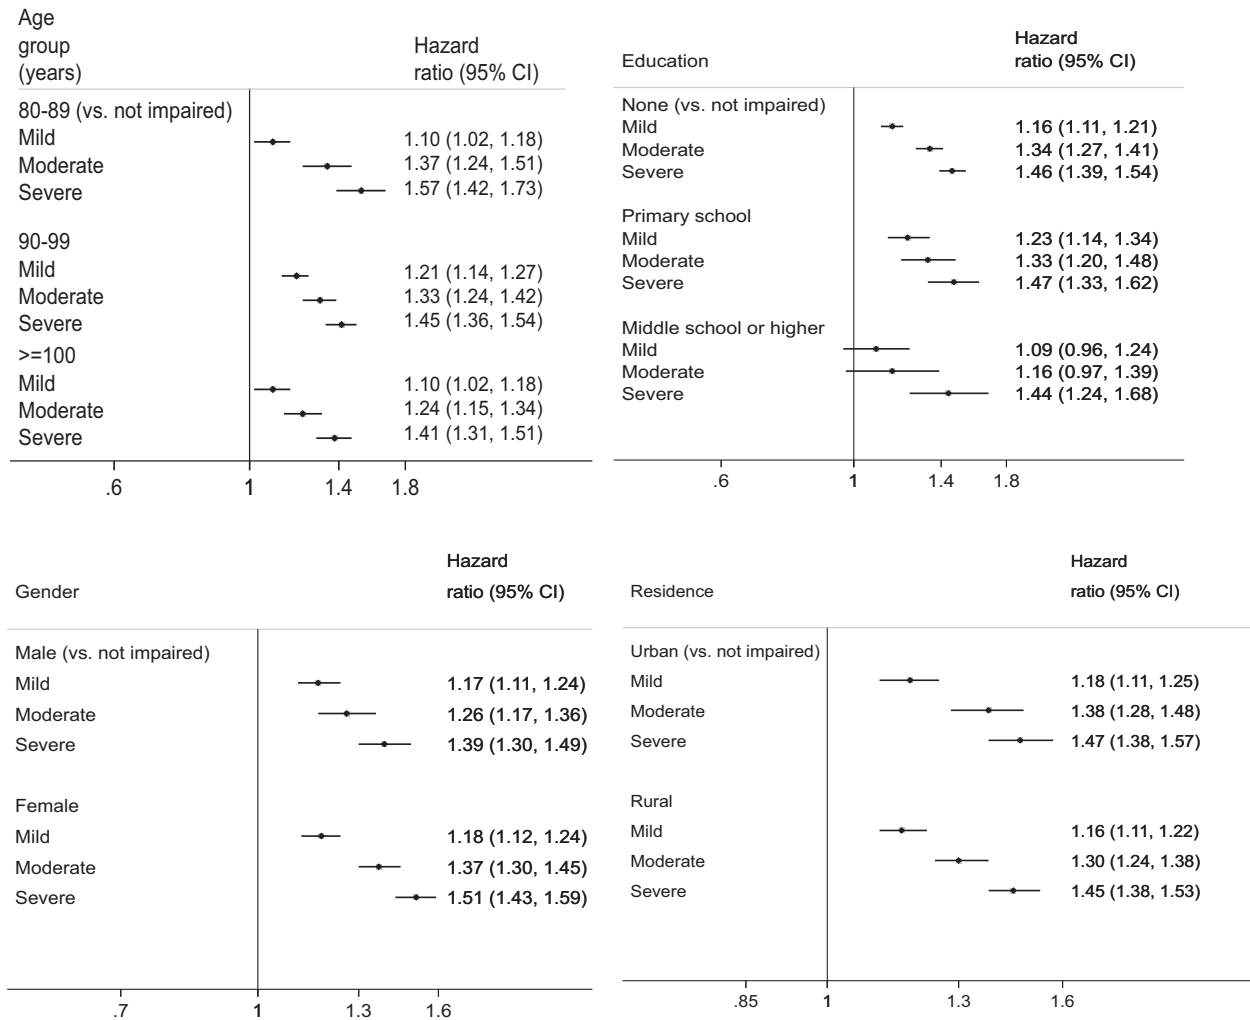 Age
group
(years)
Hazard
ratio (95% CI)
80-89 (vs. not impaired)
Mild 1.10 (1.02, 1.18)
Moderate 1.37 (1.24, 1.51)
Severe 1.57 (1.42, 1.73)
90-99
Mild 1.21 (1.14, 1.27)
Moderate 1.33 (1.24, 1.42)
Severe 1.45 (1.36, 1.54)
>=100
Mild 1.10 (1.02, 1.18)
Moderate 1.24 (1.15, 1.34)
Severe 1.41 (1.31, 1.51)
.6 1 1.4 1.8
Hazard
Education ratio (95% CI)
None (vs. not impaired)
Mild 1.16 (1.11, 1.21)
Moderate 1.34 (1.27, 1.41)
Severe 1.46 (1.39, 1.54)
Primary school
Mild 1.23 (1.14, 1.34)
Moderate 1.33 (1.20, 1.48)
Severe 1.47 (1.33, 1.62)
Middle school or higher
Mild 1.09 (0.96, 1.24)
Moderate 1.16 (0.97, 1.39)
Severe 1.44 (1.24, 1.68)
.6 1 1.4 1.8
Hazard
Gender ratio (95% CI)
Male (vs. not impaired)
Mild 1.17 (1.11, 1.24)
Moderate 1.26 (1.17, 1.36)
Severe 1.39 (1.30, 1.49)
Female
Mild 1.18 (1.12, 1.24)
Moderate 1.37 (1.30, 1.45)
Severe 1.51 (1.43, 1.59)
.7 1 1.3 1.6
Hazard
Residence ratio (95% CI)
Urban (vs. not impaired)
Mild 1.18 (1.11, 1.25)
Moderate 1.38 (1.28, 1.48)
Severe 1.47 (1.38, 1.57)
Rural
Mild 1.16 (1.11, 1.22)
Moderate 1.30 (1.24, 1.38)
Severe 1.45 (1.38, 1.53)
.85 1 1.3 1.6